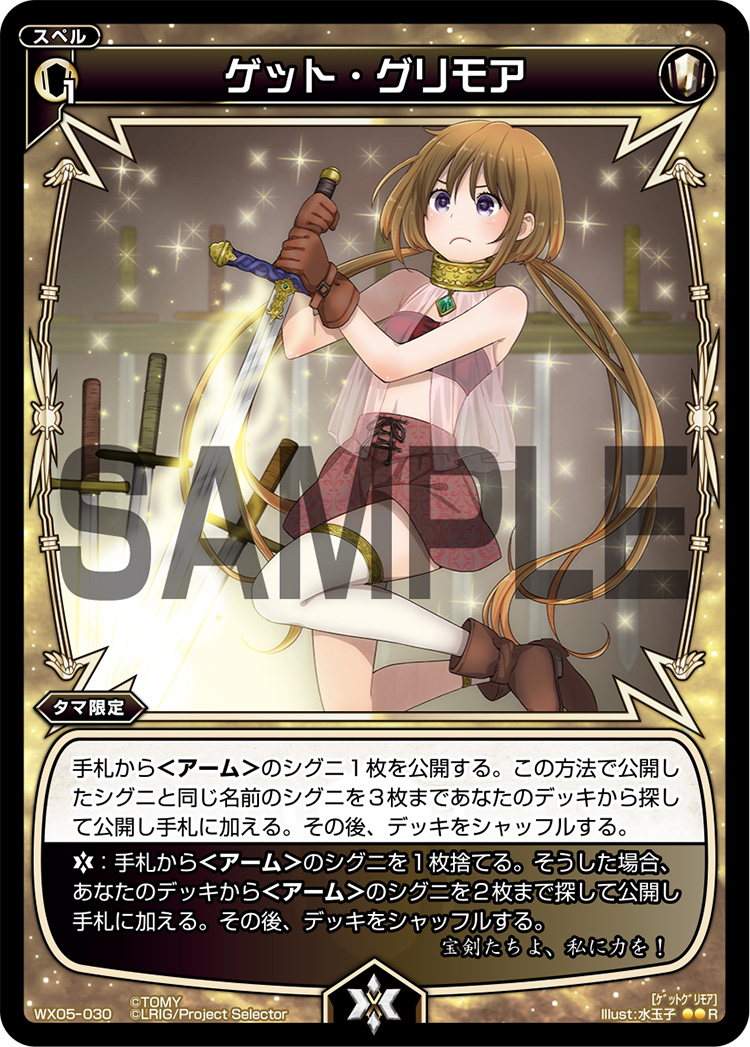 スペル
1
ゲット・グリモア
SAMPLE
タマ限定
手札から<アーム>のシグニ1枚を公開する。この方法で公開し
たシグニと同じ名前のシグニを3枚まであなたのデッキから探し
て公開し手札に加える。その後、デッキをシャッフルする。
:手札から<アーム>のシグニを1枚捨てる。そうした場合、
あなたのデッキから<アーム>のシグニを2枚まで探して公開し
手札に加える。その後、デッキをシャッフルする。
宝剣たちよ、私に力を!
[ゲットグリモア]
WX05-030
©TOMY
©LRIG/Project Selector
Illust:水玉子
R